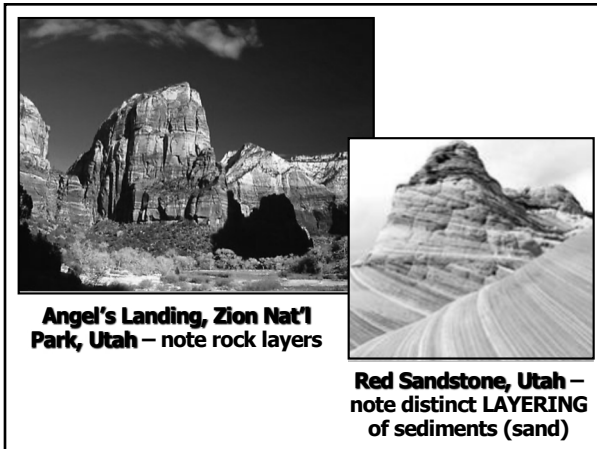 Angel's Landing, Zion Nat'l
Park, Utah – note rock layers
Red Sandstone, Utah –
note distinct LAYERING
of sediments (sand)